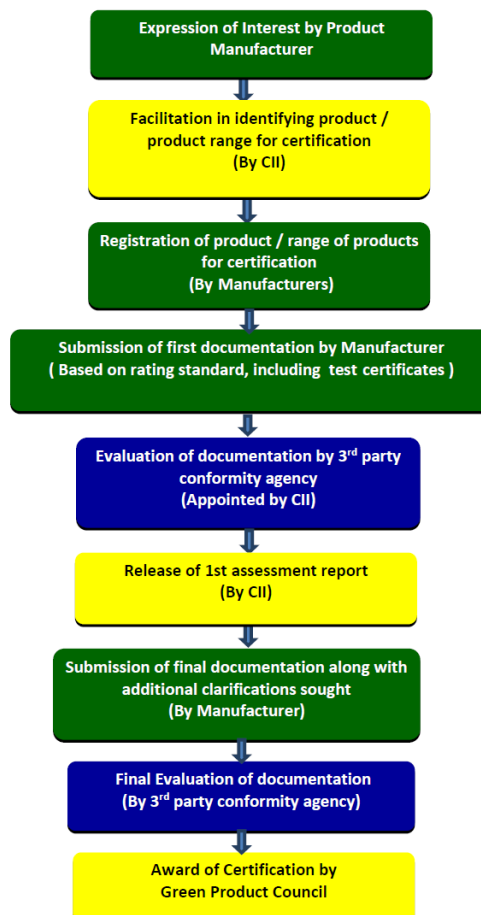 Expression of Interest by Product
Manufacturer
Facilitation in identifying product /
product range for certification
(By CII)
Registration of product / range of products
for certification
(By Manufacturers)
Submission of first documentation by Manufacturer
( Based on rating standard, including test certificates )
Evaluation of documentation by 3rd party
conformity agency
(Appointed by CII)
Release of 1st assessment report
(By CII)
Submission of final documentation along with
additional clarifications sought
(By Manufacturer)
Final Evaluation of documentation
(By 3rd party conformity agency)
Award of Certification by
Green Product Council